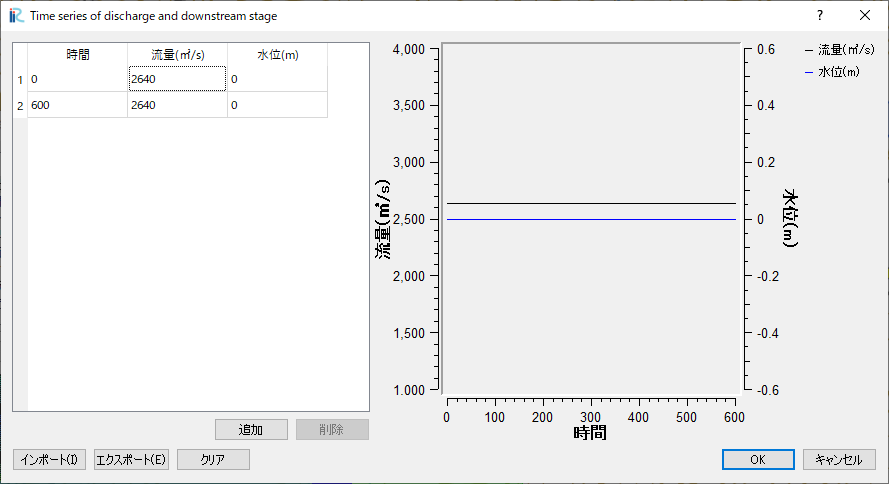 Time series of discharge and downstream stage
?
時間 流量(㎥/s) 水位(m)
1 0 2640 0
2 600 2640 0
追加 削除
インポート(I) エクスポート(E) クリア
流量(㎥/s)
4,000
3,500
3,000
2,500
2,000
1,500
1,000
0 100 200 300 400 500 600
時間
0.6
0.4
0.2
0
-0.2
-0.4
-0.6
水位(m)
流量(㎥/s)
水位(m)
OK キャンセル